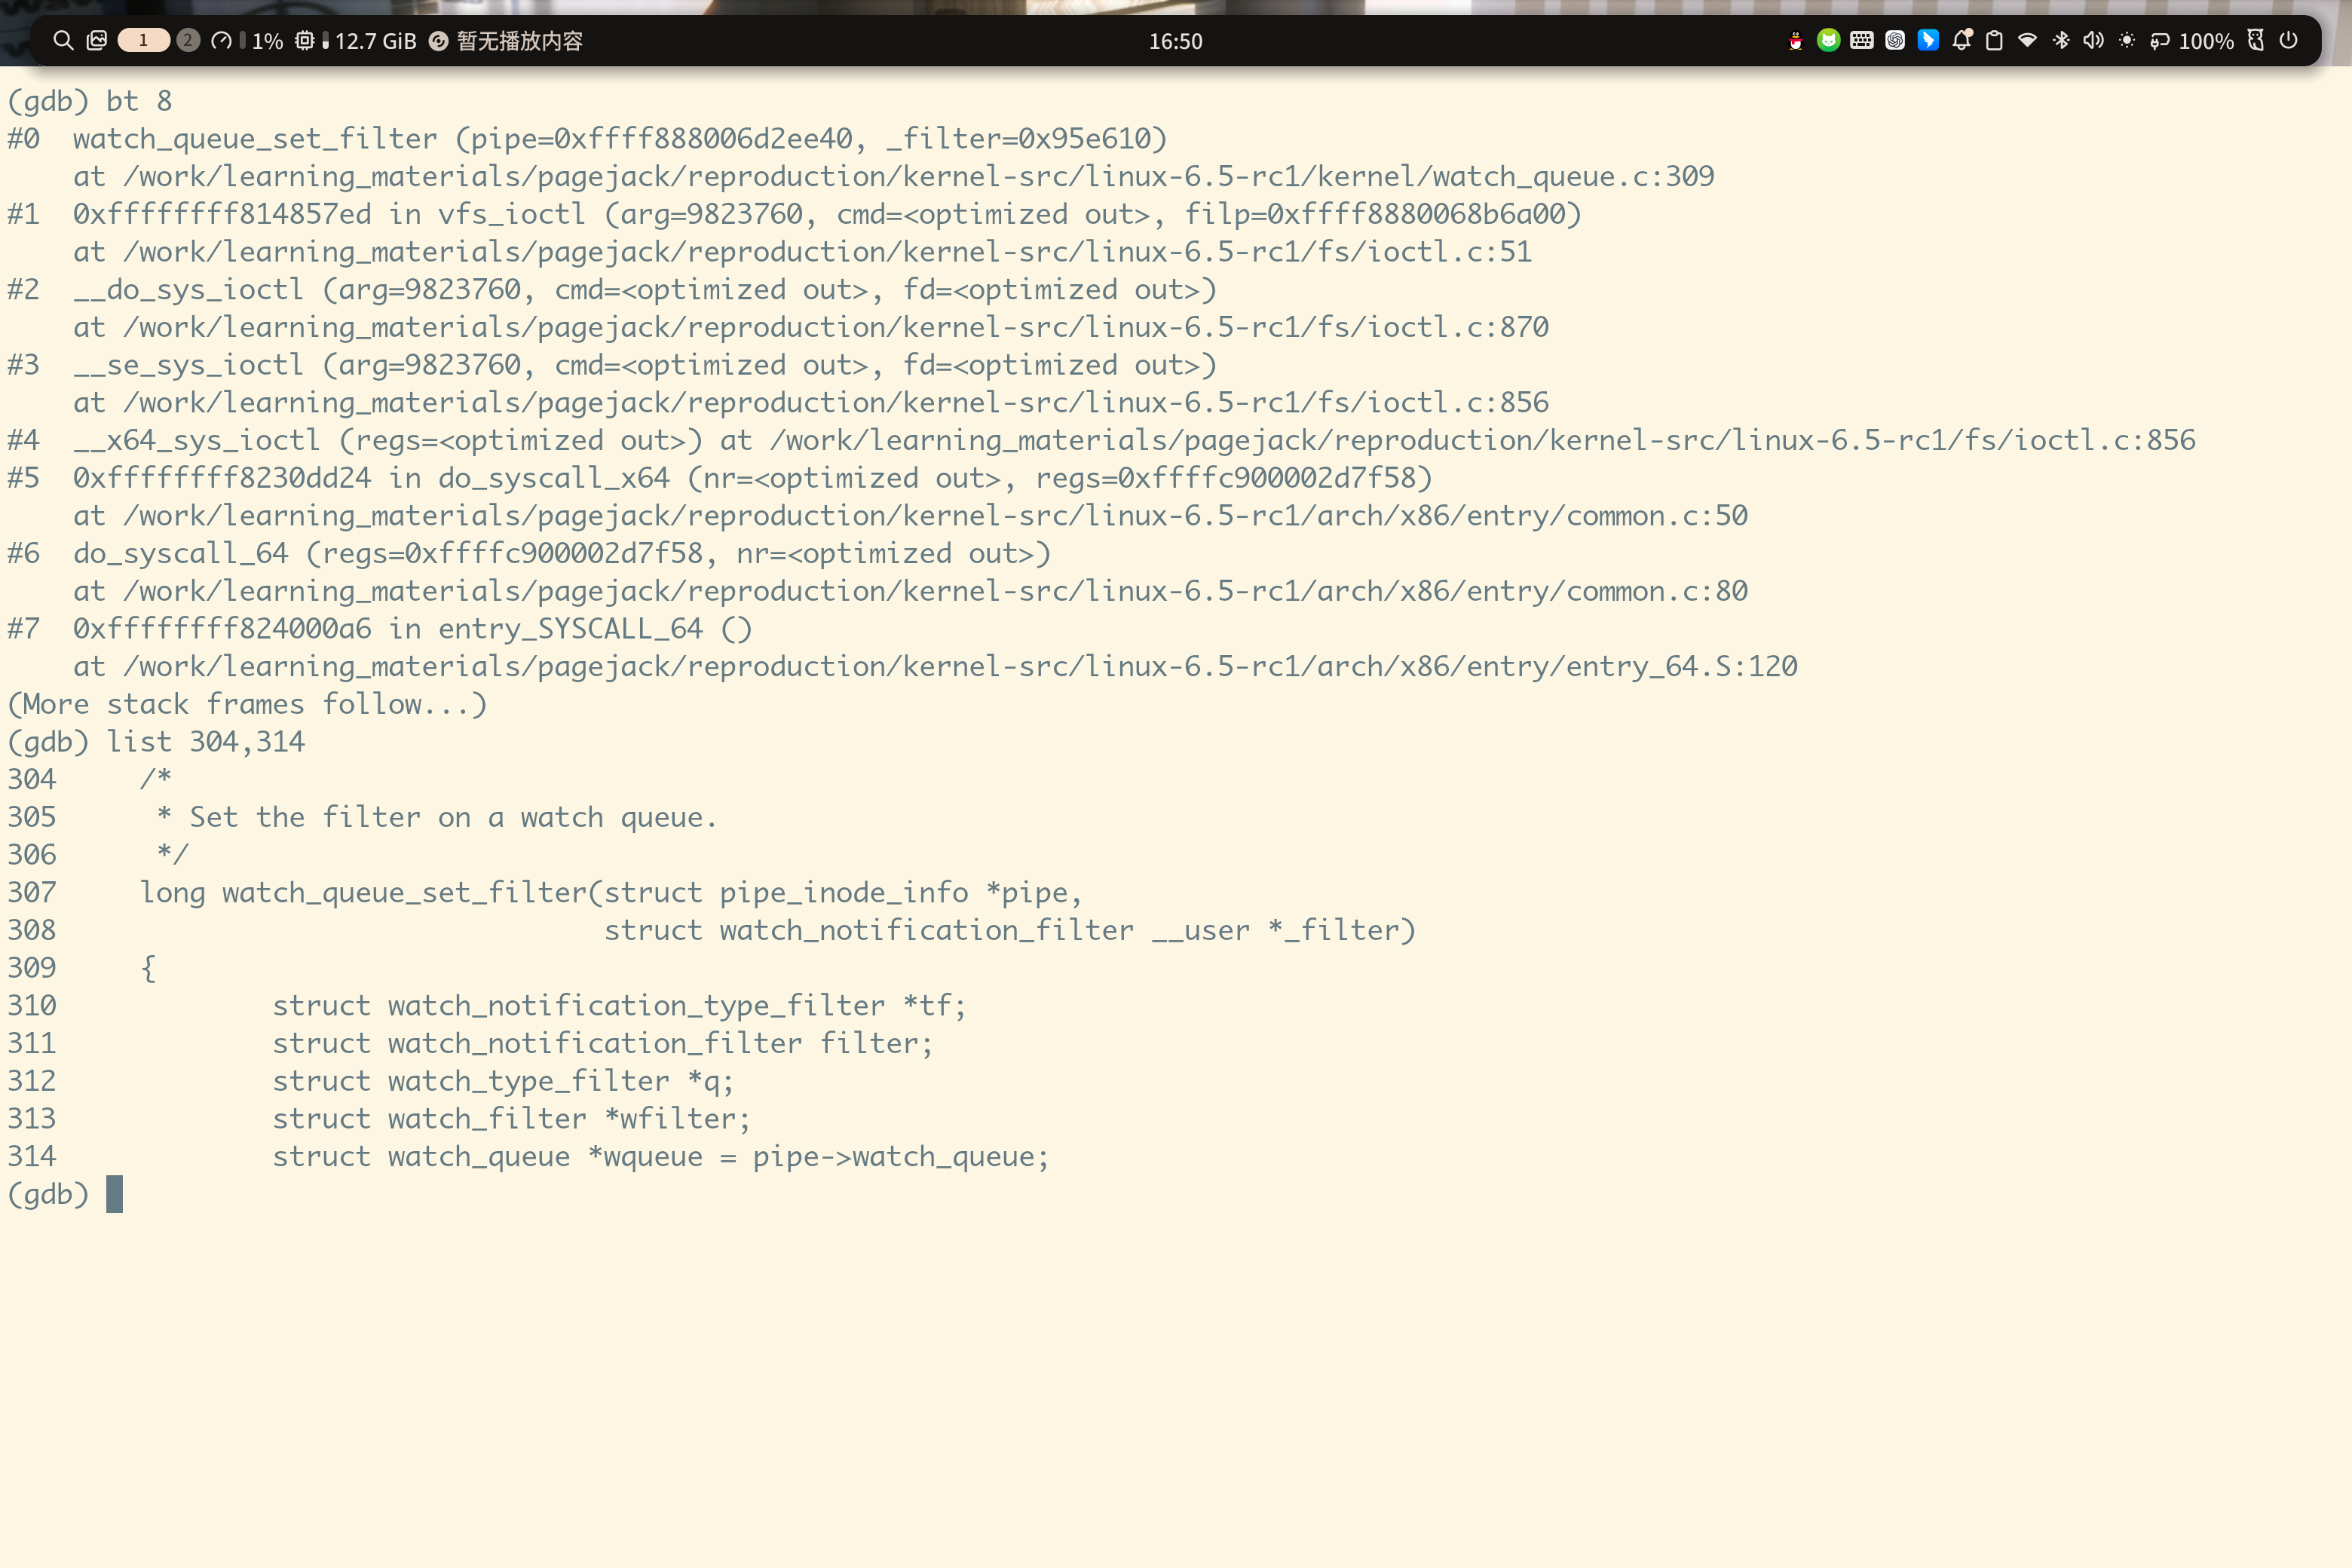 1 2 1% 12.7 GiB 暂无播放内容 16:50 100%
(gdb) bt 8
#0  watch_queue_set_filter (pipe=0xffff888006d2ee40, _filter=0x95e610)
    at /work/learning_materials/pagejack/reproduction/kernel-src/linux-6.5-rc1/kernel/watch_queue.c:309
#1  0xffffffff814857ed in vfs_ioctl (arg=9823760, cmd=<optimized out>, filp=0xffff8880068b6a00)
    at /work/learning_materials/pagejack/reproduction/kernel-src/linux-6.5-rc1/fs/ioctl.c:51
#2  __do_sys_ioctl (arg=9823760, cmd=<optimized out>, fd=<optimized out>)
    at /work/learning_materials/pagejack/reproduction/kernel-src/linux-6.5-rc1/fs/ioctl.c:870
#3  __se_sys_ioctl (arg=9823760, cmd=<optimized out>, fd=<optimized out>)
    at /work/learning_materials/pagejack/reproduction/kernel-src/linux-6.5-rc1/fs/ioctl.c:856
#4  __x64_sys_ioctl (regs=<optimized out>) at /work/learning_materials/pagejack/reproduction/kernel-src/linux-6.5-rc1/fs/ioctl.c:856
#5  0xffffffff8230dd24 in do_syscall_x64 (nr=<optimized out>, regs=0xffffc900002d7f58)
    at /work/learning_materials/pagejack/reproduction/kernel-src/linux-6.5-rc1/arch/x86/entry/common.c:50
#6  do_syscall_64 (regs=0xffffc900002d7f58, nr=<optimized out>)
    at /work/learning_materials/pagejack/reproduction/kernel-src/linux-6.5-rc1/arch/x86/entry/common.c:80
#7  0xffffffff824000a6 in entry_SYSCALL_64 ()
    at /work/learning_materials/pagejack/reproduction/kernel-src/linux-6.5-rc1/arch/x86/entry/entry_64.S:120
(More stack frames follow...)
(gdb) list 304,314
304     /*
305      * Set the filter on a watch queue.
306      */
307     long watch_queue_set_filter(struct pipe_inode_info *pipe,
308                                 struct watch_notification_filter __user *_filter)
309     {
310             struct watch_notification_type_filter *tf;
311             struct watch_notification_filter filter;
312             struct watch_type_filter *q;
313             struct watch_filter *wfilter;
314             struct watch_queue *wqueue = pipe->watch_queue;
(gdb)